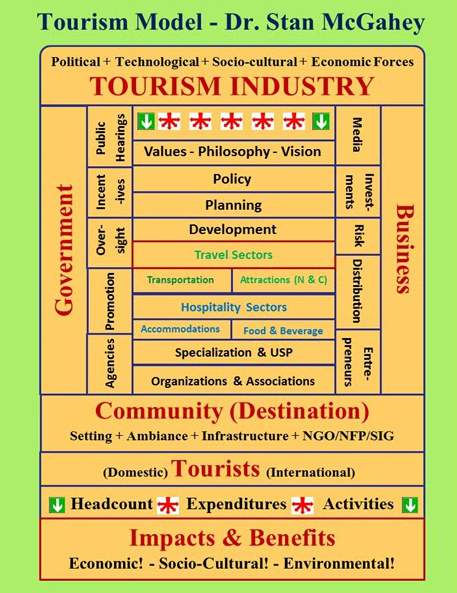 Tourism Model - Dr. Stan McGahey
Political + Technological + Socio-cultural + Economic Forces
TOURISM INDUSTRY
Government
Public
Hearings
Incent
-ives
Over-
sight
Promotion
Agencies
Values - Philosophy - Vision
Policy
Planning
Development
Travel Sectors
Transportation
Attractions (N & C)
Hospitality Sectors
Accommodations
Food & Beverage
Specialization & USP
Organizations & Associations
Media
Invest-
ments
Risk
Distribution
Entre-
preneurs
Business
Community (Destination)
Setting + Ambiance + Infrastructure + NGO/NFP/SIG
(Domestic) Tourists (International)
Headcount Expenditures Activities
Impacts & Benefits
Economic! - Socio-Cultural! - Environmental!